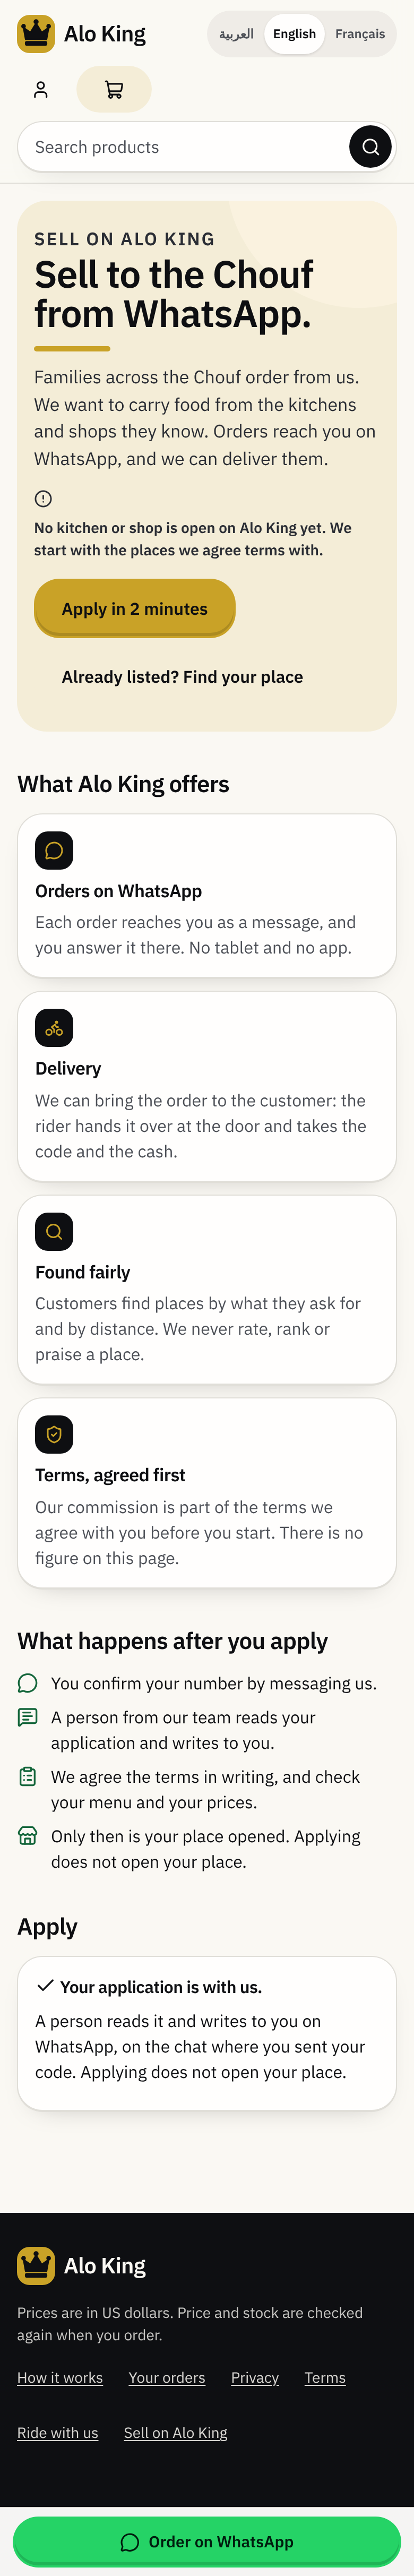 Alo King
العربية
English
Français
Search products
SELL ON ALO KING
Sell to the Chouf
from WhatsApp.
Families across the Chouf order from us.
We want to carry food from the kitchens
and shops they know. Orders reach you on
WhatsApp, and we can deliver them.
No kitchen or shop is open on Alo King yet. We
start with the places we agree terms with.
Apply in 2 minutes
Already listed? Find your place
What Alo King offers
Orders on WhatsApp
Each order reaches you as a message, and
you answer it there. No tablet and no app.
Delivery
We can bring the order to the customer: the
rider hands it over at the door and takes the
code and the cash.
Found fairly
Customers find places by what they ask for
and by distance. We never rate, rank or
praise a place.
Terms, agreed first
Our commission is part of the terms we
agree with you before you start. There is no
figure on this page.
What happens after you apply
You confirm your number by messaging us.
A person from our team reads your
application and writes to you.
We agree the terms in writing, and check
your menu and your prices.
Only then is your place opened. Applying
does not open your place.
Apply
Your application is with us.
A person reads it and writes to you on
WhatsApp, on the chat where you sent your
code. Applying does not open your place.
Alo King
Prices are in US dollars. Price and stock are checked
again when you order.
How it works
Your orders
Privacy
Terms
Ride with us
Sell on Alo King
Order on WhatsApp